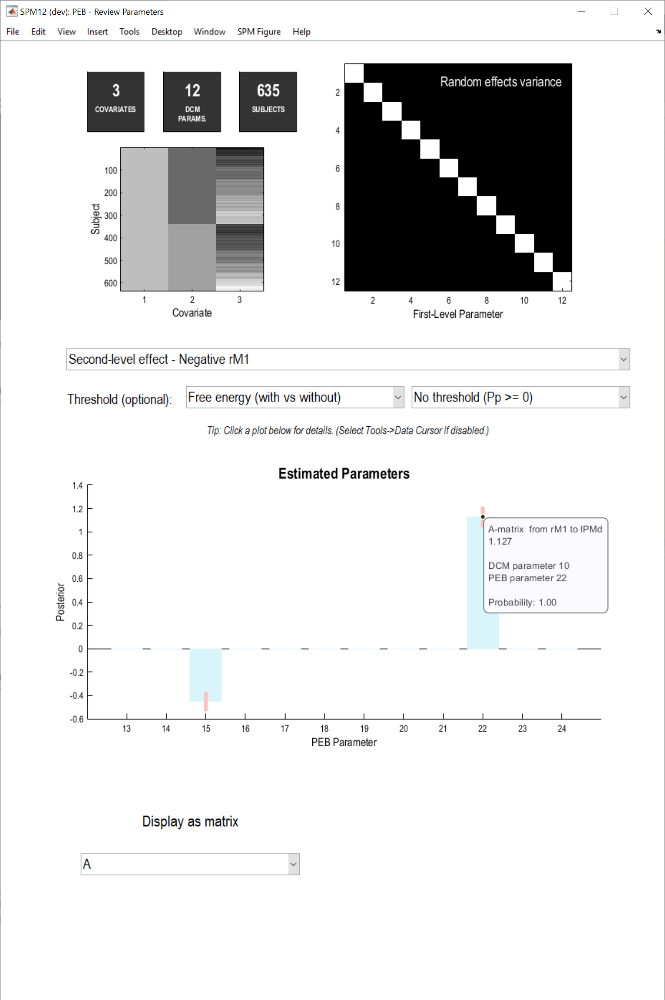 SPM12 (dev): PEB - Review Parameters
File Edit View Insert Tools Desktop Window SPM Figure Help
3
COVARIATES
12
DCM
PARAMS.
635
SUBJECTS
100
200
300
400
500
600
Subject
1 2 3
Covariate
Random effects variance
2
4
6
8
10
12
2 4 6 8 10 12
First-Level Parameter
Second-level effect - Negative rM1
Threshold (optional):
Free energy (with vs without)
No threshold (Pp >= 0)
Tip: Click a plot below for details. (Select Tools->Data Cursor if disabled.)
Estimated Parameters
1.4
1.2
1
0.8
0.6
0.4
0.2
0
-0.2
-0.4
-0.6
Posterior
A-matrix from rM1 to lPMd
1.127
DCM parameter 10
PEB parameter 22
Probability: 1.00
13 14 15 16 17 18 19 20 21 22 23 24
PEB Parameter
Display as matrix
A